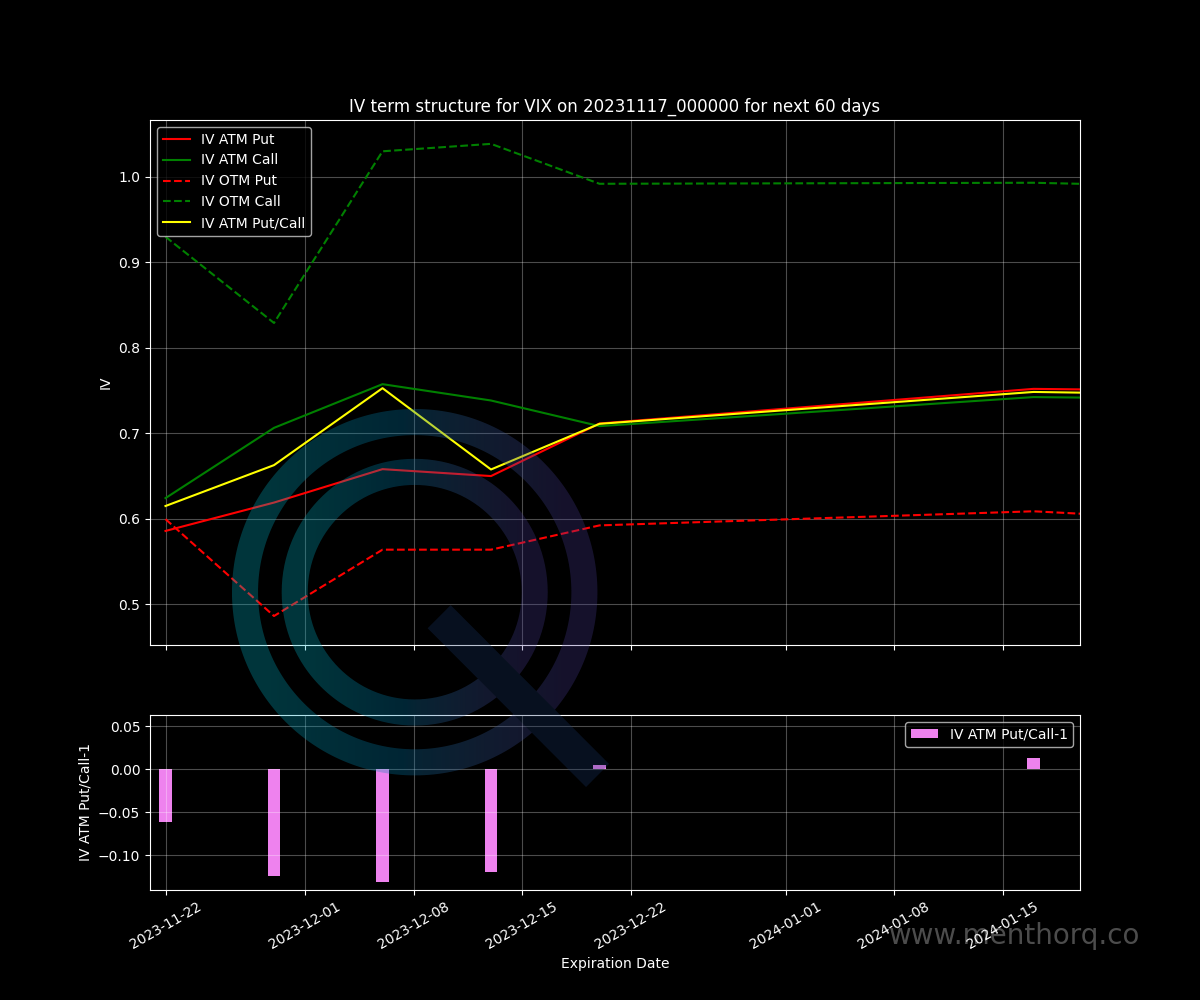 IV term structure for VIX on 20231117_000000 for next 60 days
IV ATM Put
IV ATM Call
IV OTM Put
IV OTM Call
IV ATM Put/Call
1.0
0.9
0.8
0.7
0.6
0.5
IV
IV ATM Put/Call-1
0.05
0.00
−0.05
−0.10
IV ATM Put/Call-1
2023-11-22
2023-12-01
2023-12-08
2023-12-15
2023-12-22
2024-01-01
2024-01-08
2024-01-15
www.menthorq.co
Expiration Date